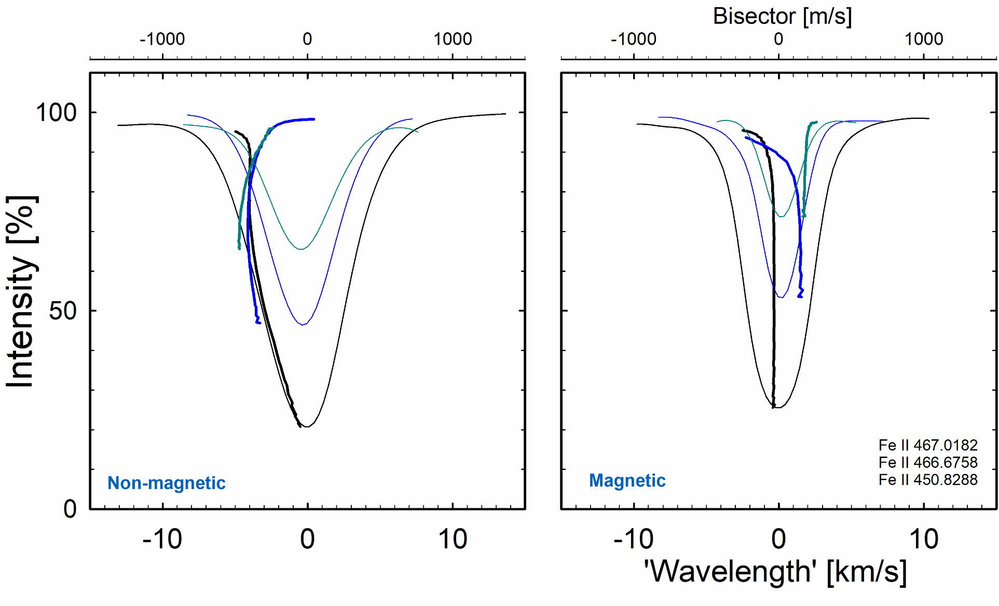 Bisector [m/s]
-1000 0 1000 -1000 0 1000
100
50
0
Intensity [%]
Non-magnetic
Fe II 467.0182
Fe II 466.6758
Fe II 450.8288
Magnetic
-10 0 10 -10 0 10
'Wavelength' [km/s]